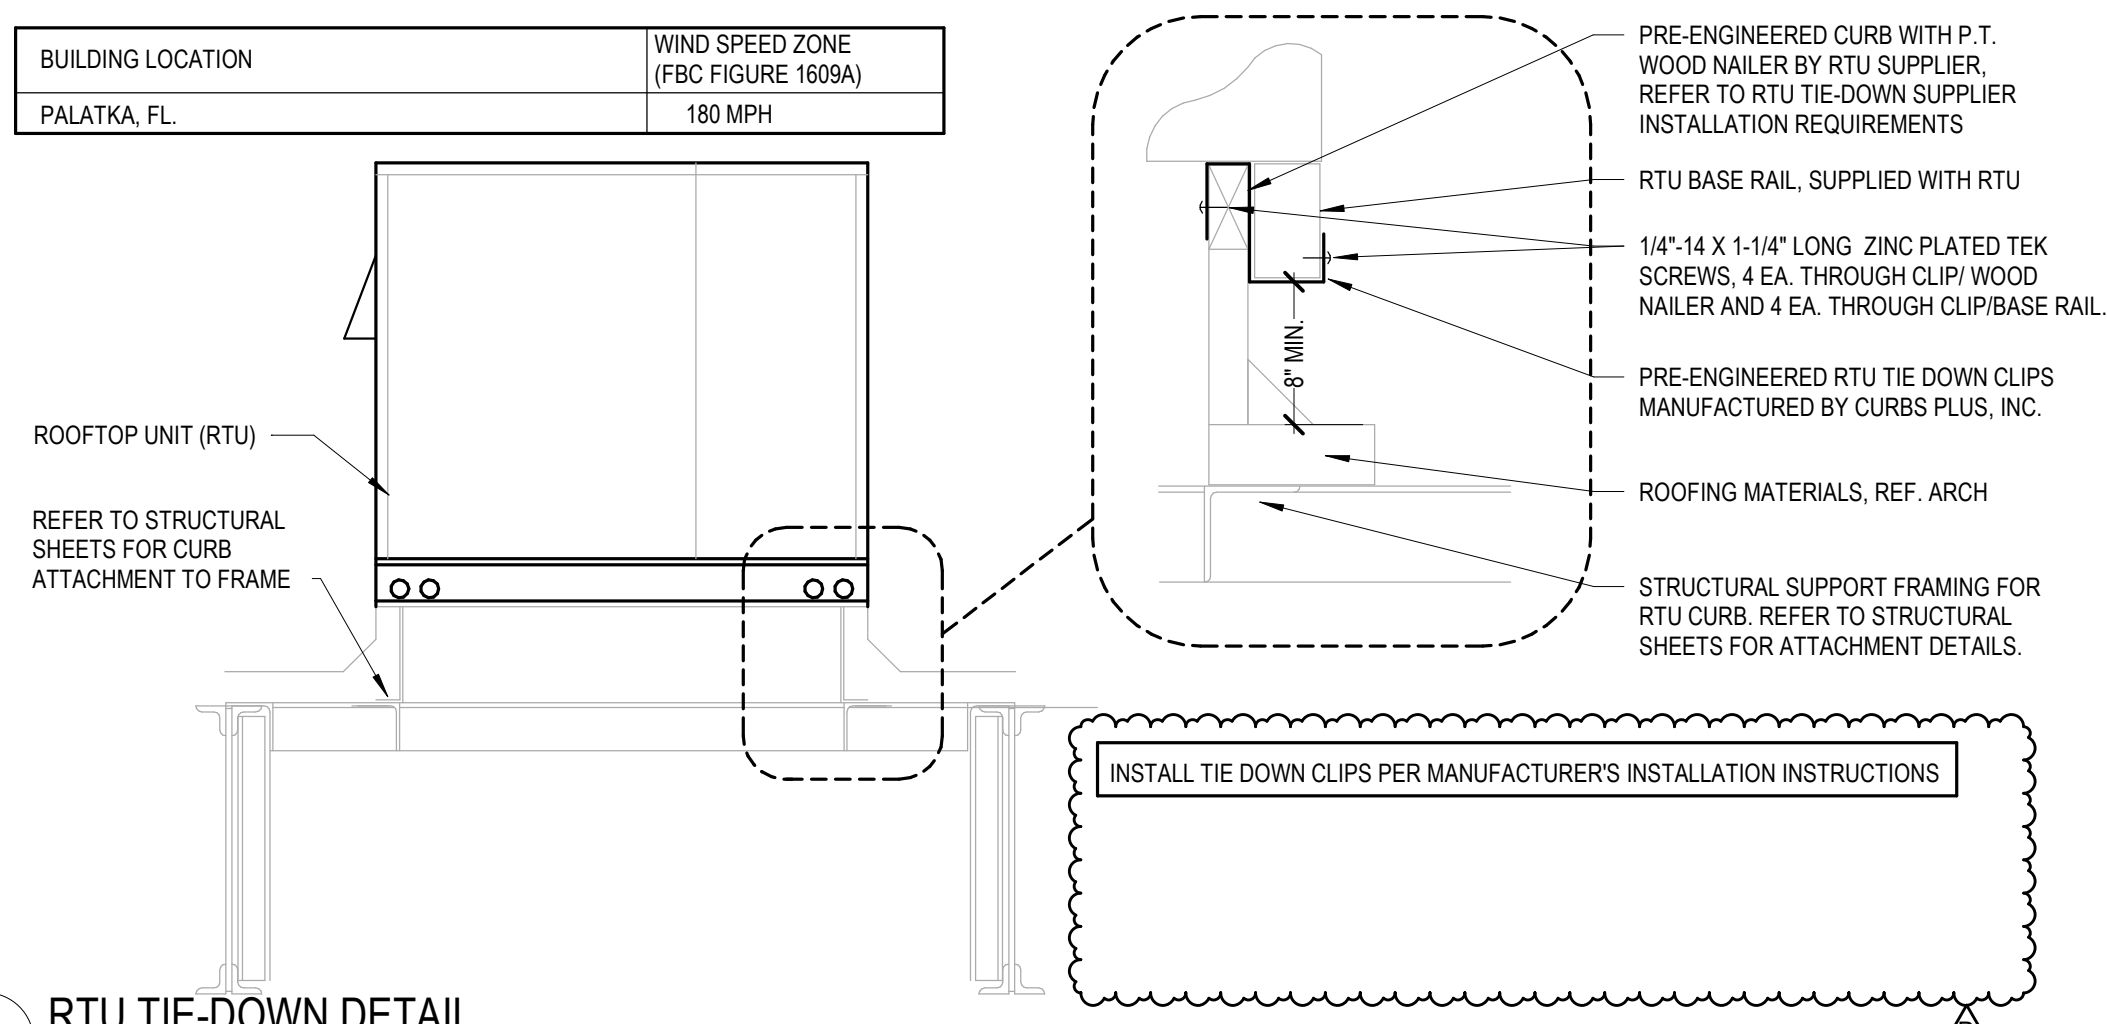 BUILDING LOCATION
WIND SPEED ZONE
(FBC FIGURE 1609A)
PALATKA, FL.
180 MPH
ROOFTOP UNIT (RTU)
REFER TO STRUCTURAL
SHEETS FOR CURB
ATTACHMENT TO FRAME
8" MIN.
PRE-ENGINEERED CURB WITH P.T.
WOOD NAILER BY RTU SUPPLIER,
REFER TO RTU TIE-DOWN SUPPLIER
INSTALLATION REQUIREMENTS
RTU BASE RAIL, SUPPLIED WITH RTU
1/4"-14 X 1-1/4" LONG  ZINC PLATED TEK
SCREWS, 4 EA. THROUGH CLIP/ WOOD
NAILER AND 4 EA. THROUGH CLIP/BASE RAIL.
PRE-ENGINEERED RTU TIE DOWN CLIPS
MANUFACTURED BY CURBS PLUS, INC.
ROOFING MATERIALS, REF. ARCH
STRUCTURAL SUPPORT FRAMING FOR
RTU CURB. REFER TO STRUCTURAL
SHEETS FOR ATTACHMENT DETAILS.
INSTALL TIE DOWN CLIPS PER MANUFACTURER'S INSTALLATION INSTRUCTIONS
RTU TIE-DOWN DETAIL